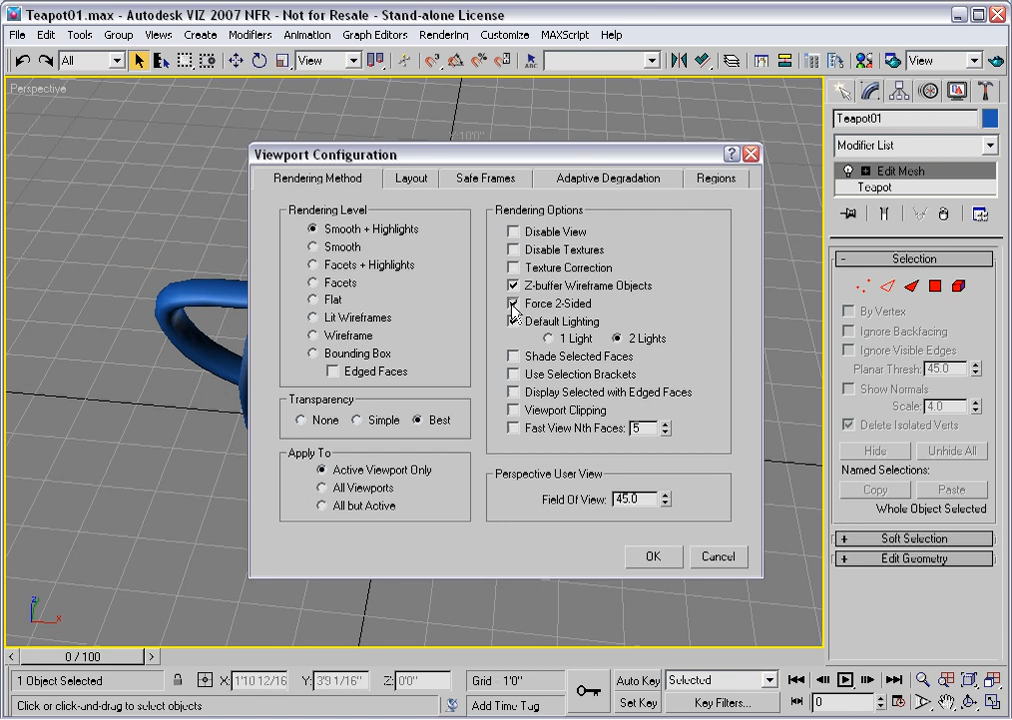 Teapot01.max - Autodesk VIZ 2007 NFR - Not for Resale - Stand-alone License
File Edit Tools Group Views Create Modifiers Animation Graph Editors Rendering Customize MAXScript Help
All View View
Perspective
10'0"
Teapot01
Modifier List
Edit Mesh
Teapot
Viewport Configuration
Rendering Method Layout Safe Frames Adaptive Degradation Regions
Rendering Level
Smooth + Highlights
Smooth
Facets + Highlights
Facets
Flat
Lit Wireframes
Wireframe
Bounding Box
Edged Faces
Transparency
None Simple Best
Apply To
Active Viewport Only
All Viewports
All but Active
Rendering Options
Disable View
Disable Textures
Texture Correction
Z-buffer Wireframe Objects
Force 2-Sided
Default Lighting
1 Light 2 Lights
Shade Selected Faces
Use Selection Brackets
Display Selected with Edged Faces
Viewport Clipping
Fast View Nth Faces: 5
Perspective User View
Field Of View: 45.0
OK Cancel
- Selection
By Vertex
Ignore Backfacing
Ignore Visible Edges
Planar Thresh: 45.0
Show Normals
Scale: 4.0
Delete Isolated Verts
Hide Unhide All
Named Selections:
Copy Paste
Whole Object Selected
+ Soft Selection
+ Edit Geometry
z
x
< 0 / 100 >
1 Object Selected X: 1'10 12/16 Y: 3'9 1/16" Z: 0'0" Grid = 1'0" Auto Key Selected
Click or click-and-drag to select objects Add Time Tag Set Key Key Filters... 0